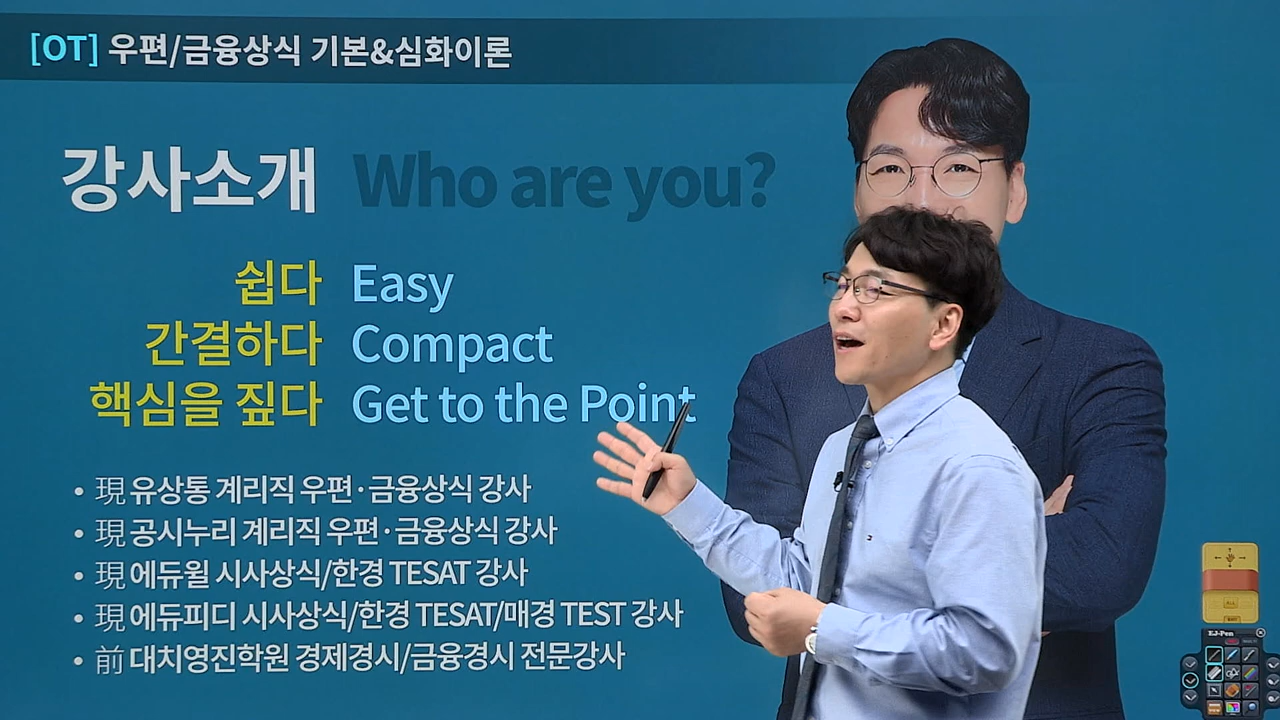 [OT] 우편/금융상식 기본&심화이론
강사소개 Who are you?
쉽다 Easy
간결하다 Compact
핵심을 짚다 Get to the Point
• 現 유상통 계리직 우편·금융상식 강사
• 現 공시누리 계리직 우편·금융상식 강사
• 現 에듀윌 시사상식/한경 TESAT 강사
• 現 에듀피디 시사상식/한경 TESAT/매경 TEST 강사
• 前 대치영진학원 경제경시/금융경시 전문강사
EJ-Pen